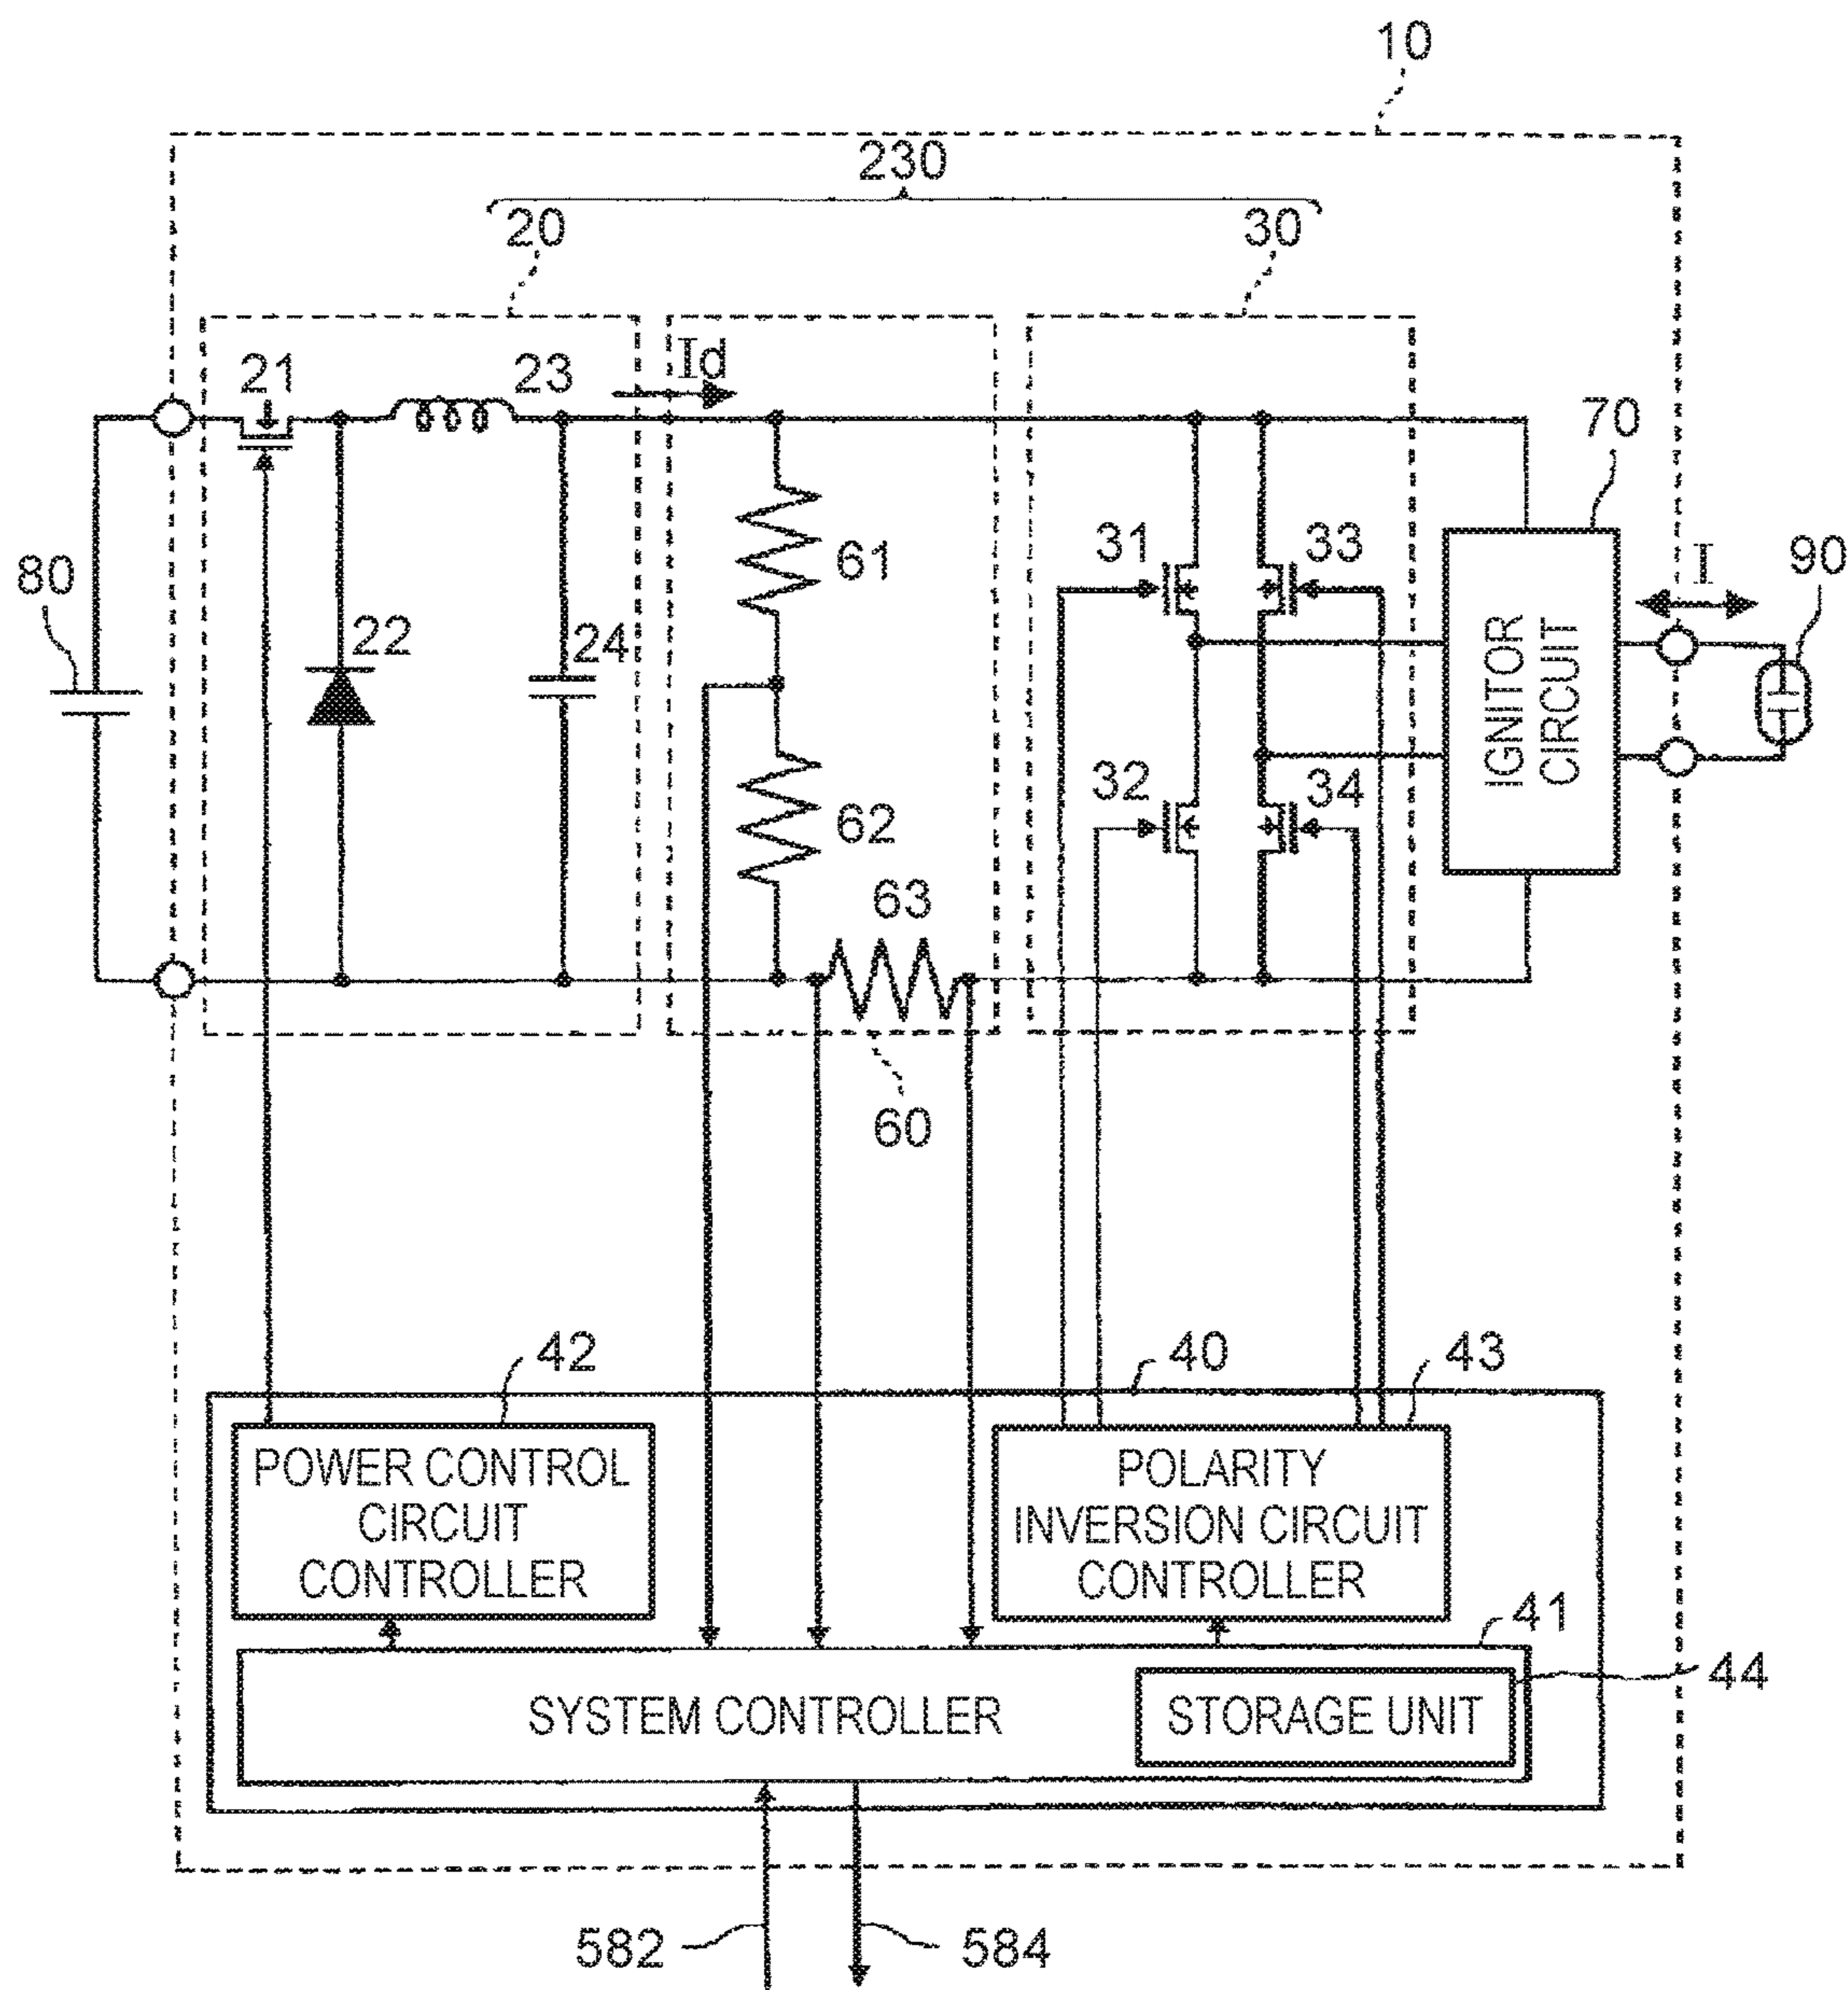 10
230
20
30
21
23
Id
70
80
22
24
61
31
33
I
90
IGNITOR
CIRCUIT
62
32
34
63
60
42
40
43
POWER CONTROL
CIRCUIT
CONTROLLER
POLARITY
INVERSION CIRCUIT
CONTROLLER
41
44
SYSTEM CONTROLLER
STORAGE UNIT
582
584